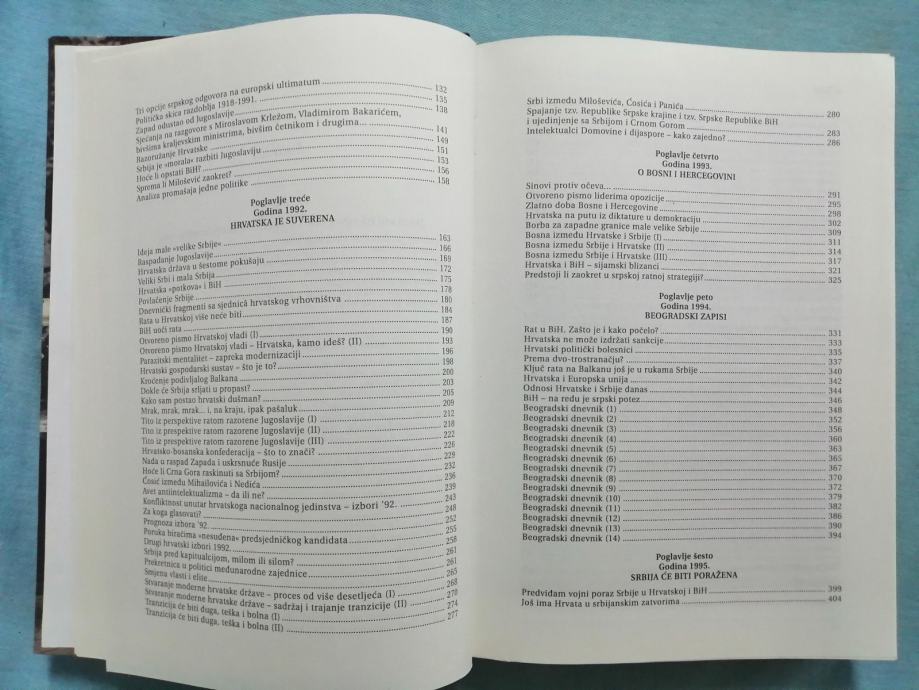 Tri opcije srpskog odgovora na europski ultimatum 132
Politička skica razdoblja 1918-1991. 135
Zapad odustao od Jugoslavije 138
Sjećanja na razgovore s Miroslavom Krležom, Vladimirom Bakarićem,
bivšim kraljevskim ministrima, bivšim četnikom i drugima... 141
Razoružanje Hrvatske 149
Srbija je »morala« razbiti Jugoslaviju 151
Hoće li opstati BiH? 153
Sprema li Milošević zaokret? 156
Analiza promašaja jedne politike 158
Poglavlje treće
Godina 1992.
HRVATSKA JE SUVERENA
Ideja male »velike Srbije« 163
Raspadanje Jugoslavije 166
Hrvatska država u šestome pokušaju 169
Veliki Srbi i mala Srbija 172
Hrvatska »potkova« i BiH 175
Povlačenje Srbije 178
Dnevnički fragmenti sa sjednicâ hrvatskog vrhovništva 180
Rata u Hrvatskoj više neće biti 184
BiH uoči rata 187
Otvoreno pismo Hrvatskoj vladi (I) 190
Otvoreno pismo Hrvatskoj vladi – Hrvatska, kamo ideš? (II) 193
Parazitski mentalitet – zapreka modernizaciji 196
Hrvatski gospodarski sustav – što je to? 198
Kroćenje podivljalog Balkana 200
Dokle će Srbija srljati u propast? 203
Kako sam postao hrvatski dušman? 205
Mrak, mrak, mrak... i, na kraju, ipak pašaluk 209
Tito iz perspektive ratom razorene Jugoslavije (I) 212
Tito iz prespektive ratom razorene Jugoslavije (II) 218
Tito iz perspektive ratom razorene Jugoslavije (III) 222
Hrvatsko-bosanska konfederacija – što to znači? 226
Nada u raspad Zapada i uskrsnuće Rusije 229
Hoće li Crna Gora raskinuti sa Srbijom? 232
Ćosić između Mihailovića i Nedića 236
Avet antiintelektualizma – da ili ne? 239
Konfliktnost unutar hrvatskoga nacionalnog jedinstva – izbori '92. 243
Za koga glasovati? 248
Prognoza izbora '92. 252
Poruka biračima »nesuđena« predsjedničkog kandidata 255
Drugi hrvatski izbori 1992. 258
Srbija pred kapitualcijom, milom ili silom? 261
Prekretnica u politici međunarodne zajednice 261
Smjena vlasti i elite 265
Stvaranje moderne hrvatske države – proces od više desetljeća (I) 268
Stvaranje moderne hrvatske države – sadržaj i trajanje tranzicije (II) 270
Tranzicija će biti duga, teška i bolna (I) 274
Tranzicija će biti duga, teška i bolna (II) 277
Srbi između Miloševića, Ćosića i Panića 280
Spajanje tzv. Republike Srpske krajine i tzv. Srpske Republike BiH
i ujedinjenje sa Srbijom i Crnom Gorom 283
Intelektualci Domovine i dijaspore – kako zajedno? 286
Poglavlje četvrto
Godina 1993.
O BOSNI I HERCEGOVINI
Sinovi protiv očeva... 291
Otvoreno pismo liderima opozicije 295
Zlatno doba Bosne i Hercegovine 298
Hrvatska na putu iz diktature u demokraciju 302
Borba za zapadne granice male velike Srbije 309
Bosna između Hrvatske i Srbije (I) 311
Bosna između Srbije i Hrvatske (II) 314
Bosna između Srbije i Hrvatske (III) 317
Hrvatska i BiH – sijamski blizanci 321
Predstoji li zaokret u srpskoj ratnoj strategiji? 325
Poglavlje peto
Godina 1994.
BEOGRADSKI ZAPISI
Rat u BiH. Zašto je i kako počelo? 331
Hrvatska ne može izdržati sankcije 333
Hrvatski politički bolesnici 335
Prema dvo-stranačju? 337
Ključ rata na Balkanu još je u rukama Srbije 340
Hrvatska i Europska unija 342
Odnosi Hrvatske i Srbije danas 344
BiH – na redu je srpski potez 346
Beogradski dnevnik (1) 348
Beogradski dnevnik (2) 352
Beogradski dnevnik (3) 356
Beogradski dnevnik (4) 360
Beogradski dnevnik (5) 363
Beogradski dnevnik (6) 365
Beogradski dnevnik (7) 367
Beogradski dnevnik (8) 370
Beogradski dnevnik (9) 372
Beogradski dnevnik (10) 379
Beogradski dnevnik (11) 382
Beogradski dnevnik (12) 386
Beogradski dnevnik (13) 390
Beogradski dnevnik (14) 394
Poglavlje šesto
Godina 1995.
SRBIJA ĆE BITI PORAŽENA
Predviđam vojni poraz Srbije u Hrvatskoj i BiH 399
Još ima Hrvata u srbijanskim zatvorima 404